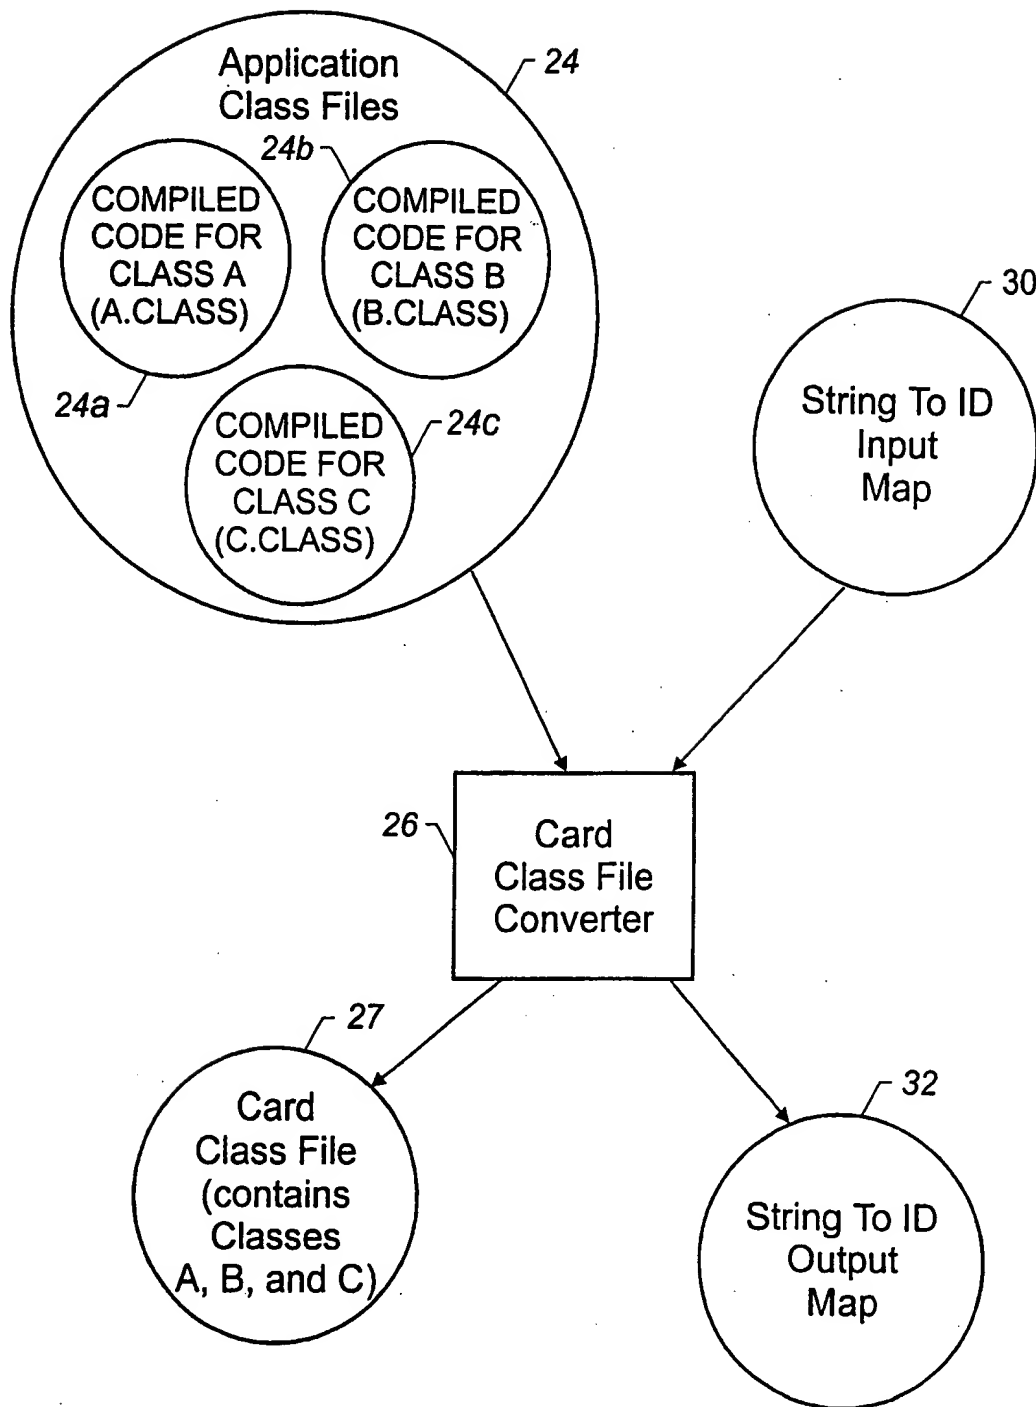 Application
Class Files
24
24b
COMPILED
CODE FOR
CLASS A
(A.CLASS)
COMPILED
CODE FOR
CLASS B
(B.CLASS)
24a
COMPILED
CODE FOR
CLASS C
(C.CLASS)
24c
30
String To ID
Input
Map
26
Card
Class File
Converter
27
Card
Class File
(contains
Classes
A, B, and C)
32
String To ID
Output
Map